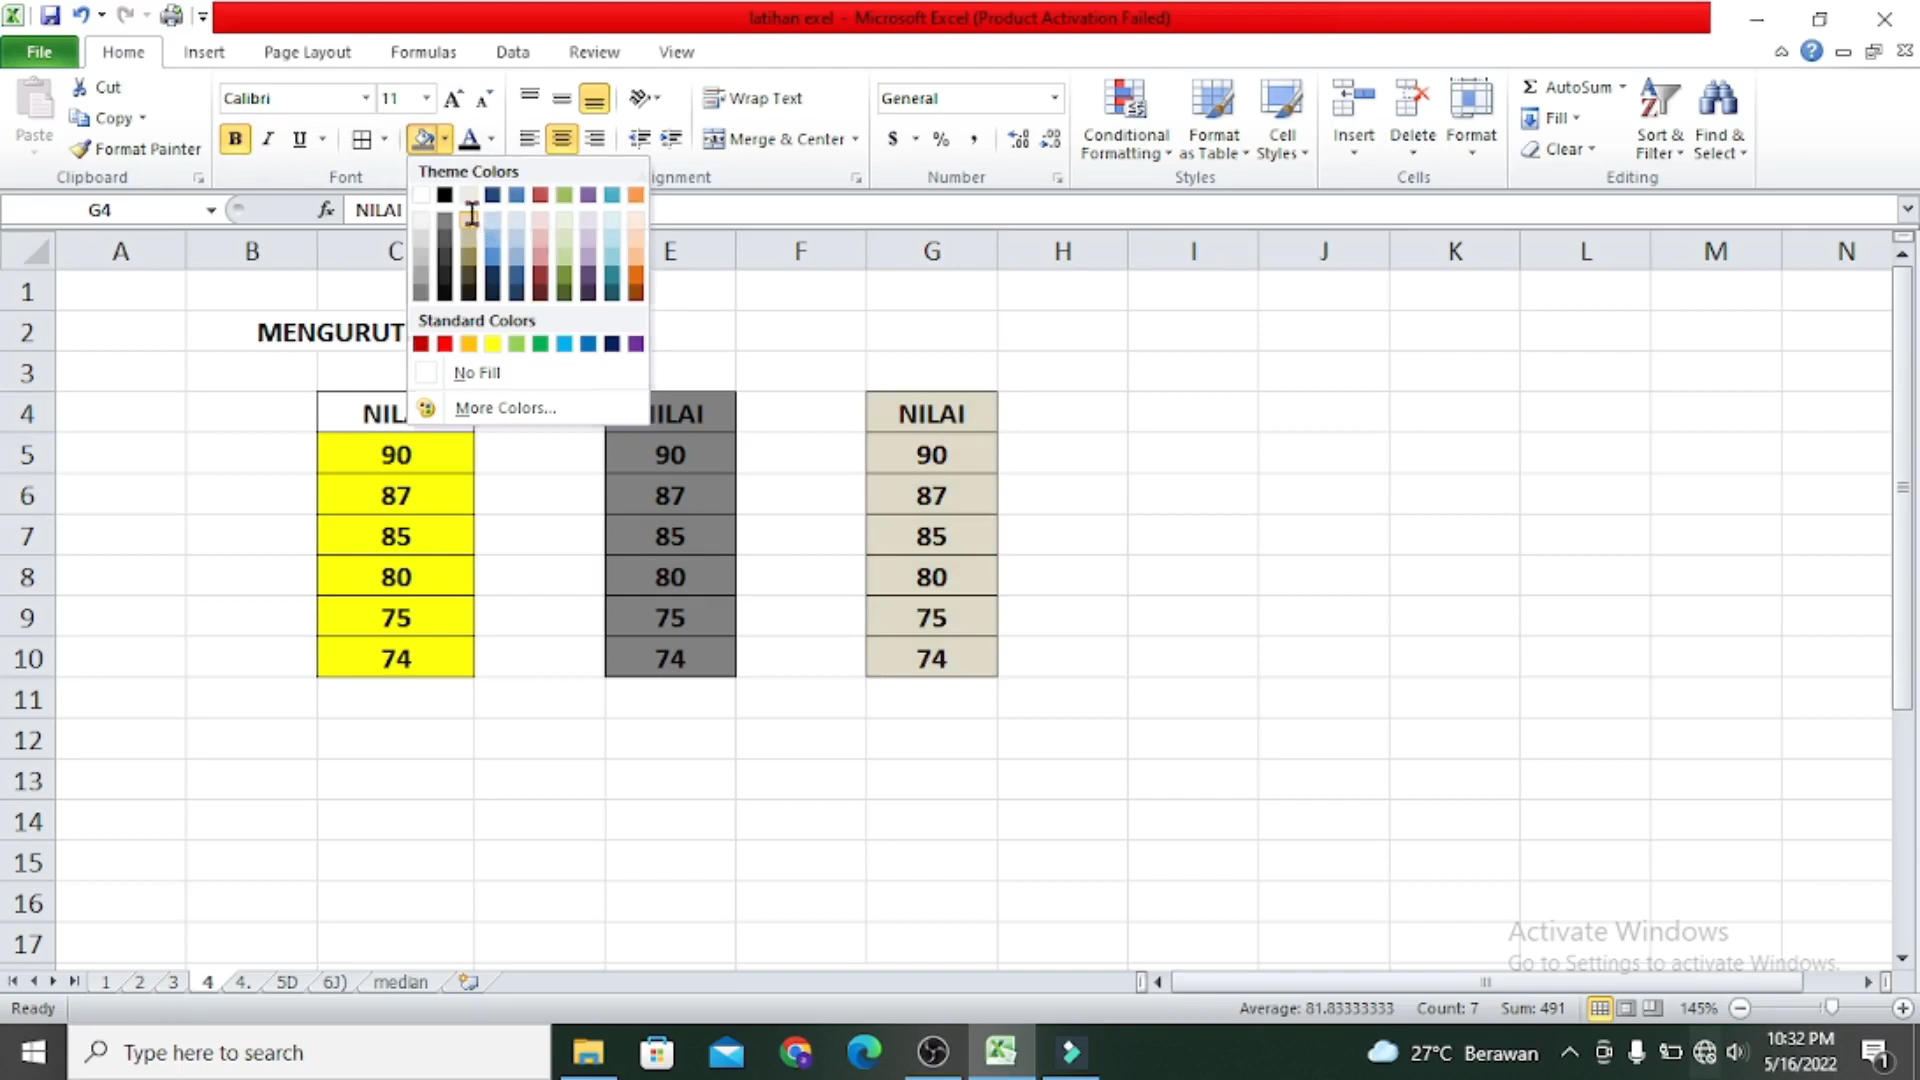 latihan exel - Microsoft Excel (Product Activation Failed)
File Home Insert Page Layout Formulas Data Review View
Paste
Cut
Copy
Format Painter
Clipboard
Calibri 11
B I U A
Font
Wrap Text
Merge & Center
General
$ % ,
Number
Conditional Formatting
Format as Table
Cell Styles
Styles
Insert Delete Format
Cells
Σ AutoSum
Fill
Clear
Sort & Filter
Find & Select
Editing
Theme Colors
Standard Colors
No Fill
More Colors...
G4 fx NILAI
A B C E F G H I J K L M N
1
2 MENGURUT
3
4 NILAI NILAI
5 90 90 90
6 87 87 87
7 85 85 85
8 80 80 80
9 75 75 75
10 74 74 74
11
12
13
14
15
16
17
Activate Windows
Go to Settings to activate Windows.
1 2 3 4 4. 5D 6J) median
Ready Average: 81.83333333 Count: 7 Sum: 491 145%
Type here to search
27°C Berawan
10:32 PM
5/16/2022
1